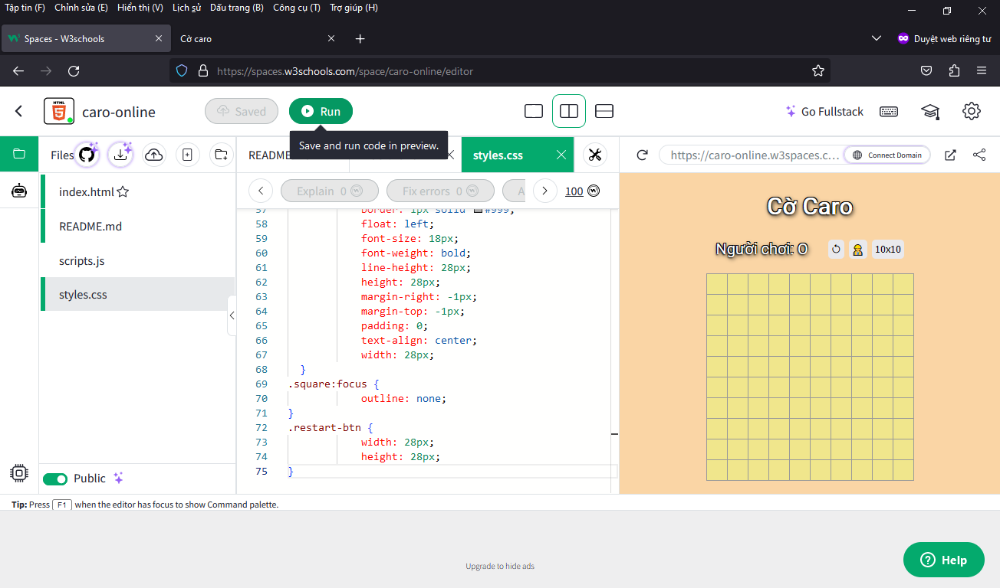 Tập tin (F) Chỉnh sửa (E) Hiển thị (V) Lịch sử Dấu trang (B) Công cụ (T) Trợ giúp (H)
Spaces - W3schools Cờ caro Duyệt web riêng tư
https://spaces.w3schools.com/space/caro-online/editor
HTML 5 caro-online Saved Run Go Fullstack
Save and run code in preview.
Files README styles.css https://caro-online.w3spaces.c... Connect Domain
Explain 0 Fix errors 0 A 100
index.html
README.md
scripts.js
styles.css
Public
57 border: 1px solid #999;
58 float: left;
59 font-size: 18px;
60 font-weight: bold;
61 line-height: 28px;
62 height: 28px;
63 margin-right: -1px;
64 margin-top: -1px;
65 padding: 0;
66 text-align: center;
67 width: 28px;
68 }
69 .square:focus {
70 outline: none;
71 }
72 .restart-btn {
73 width: 28px;
74 height: 28px;
75 }
Cờ Caro
Người chơi: O 10x10
Tip: Press F1 when the editor has focus to show Command palette.
Upgrade to hide ads
Help